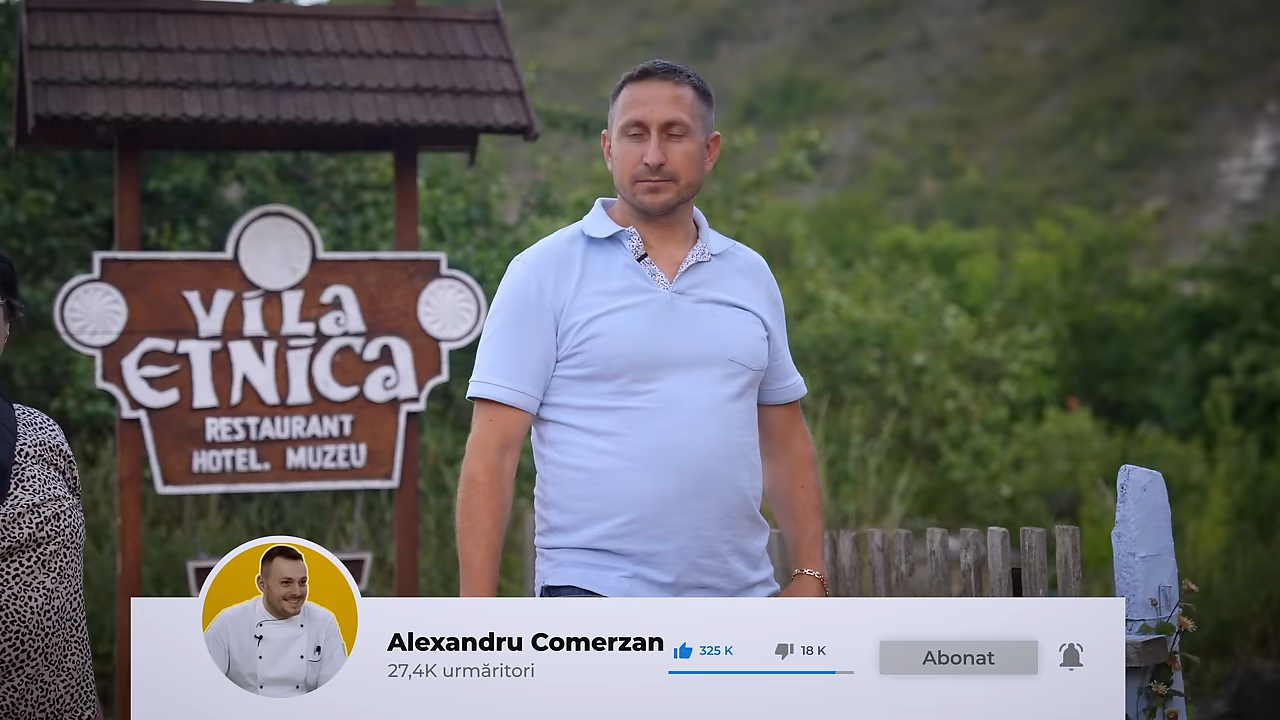 VILA
ETNICA
RESTAURANT
HOTEL. MUZEU
Alexandru Comerzan
27,4K urmăritori
325 K
18 K
Abonat